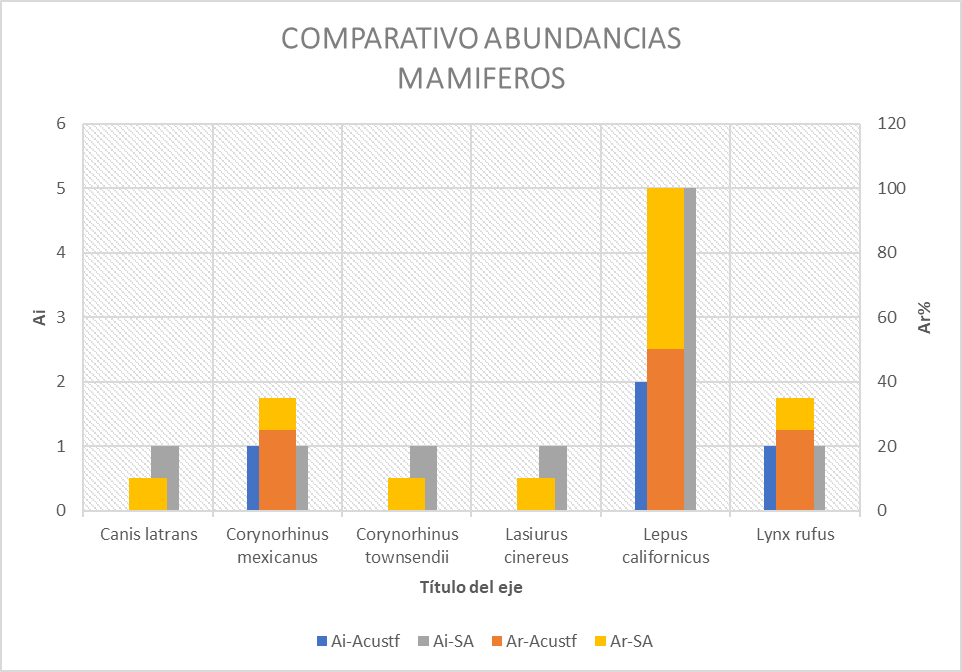 COMPARATIVO ABUNDANCIAS
MAMIFEROS
6
5
4
3
2
1
0
Ai
120
100
80
60
40
20
0
Ar%
Canis latrans
Corynorhinus
mexicanus
Corynorhinus
townsendii
Lasiurus
cinereus
Lepus
californicus
Lynx rufus
Título del eje
Ai-Acustf Ai-SA Ar-Acustf Ar-SA